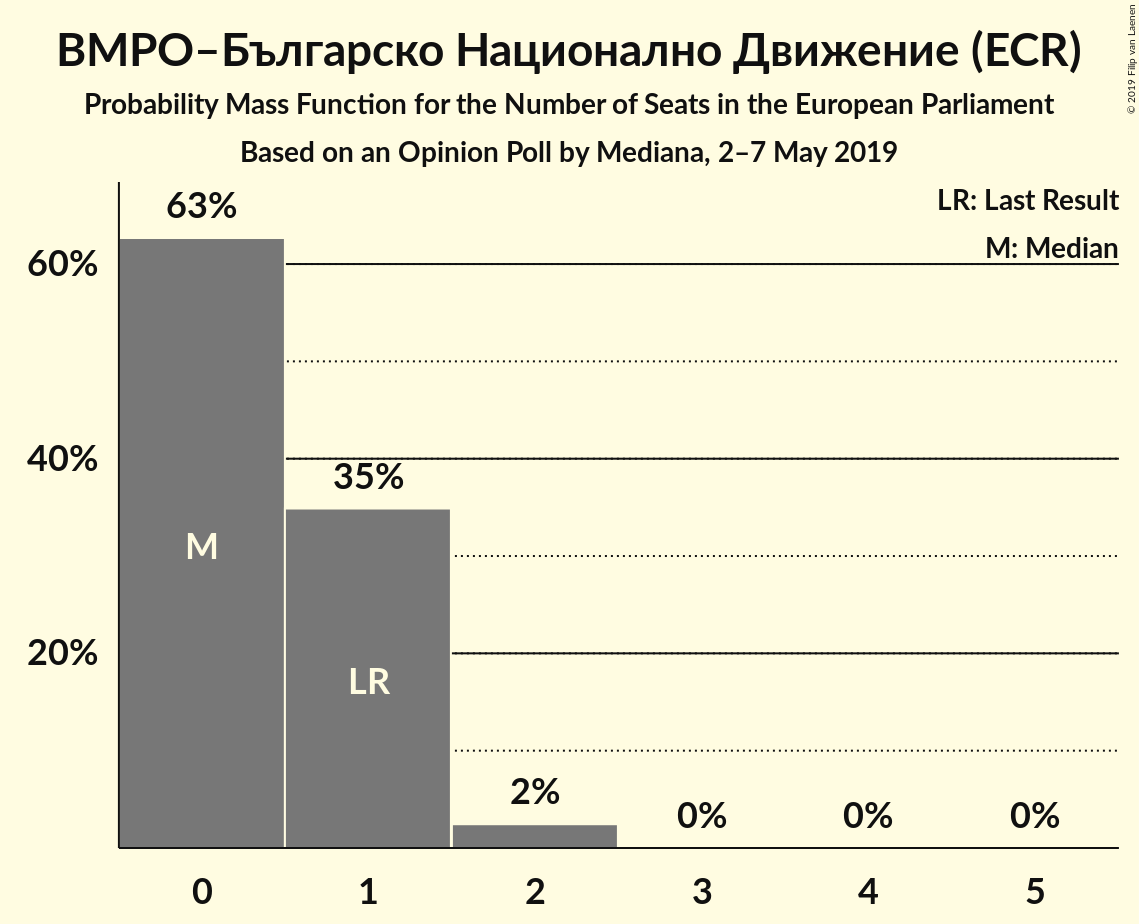 ВМРО–Българско Национално Движение (ECR)
Probability Mass Function for the Number of Seats in the European Parliament
Based on an Opinion Poll by Mediana, 2–7 May 2019
© 2019 Filip van Laenen
LR: Last Result
M: Median
63%
60%
40%
35%
M
LR
20%
2%
0%
0%
0%
0
1
2
3
4
5